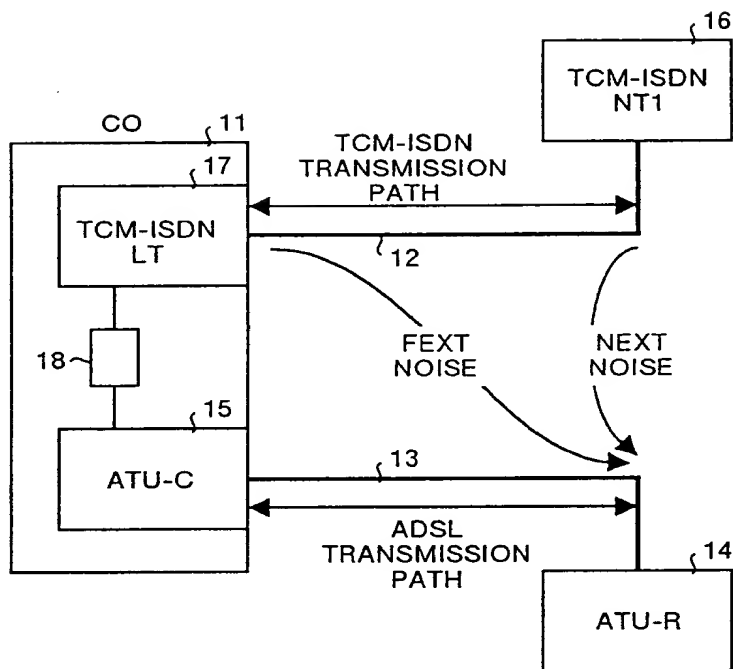 16
TCM-ISDN
NT1
CO
11
17
TCM-ISDN
LT
TCM-ISDN
TRANSMISSION
PATH
12
FEXT
NOISE
NEXT
NOISE
18
15
ATU-C
13
ADSL
TRANSMISSION
PATH
14
ATU-R